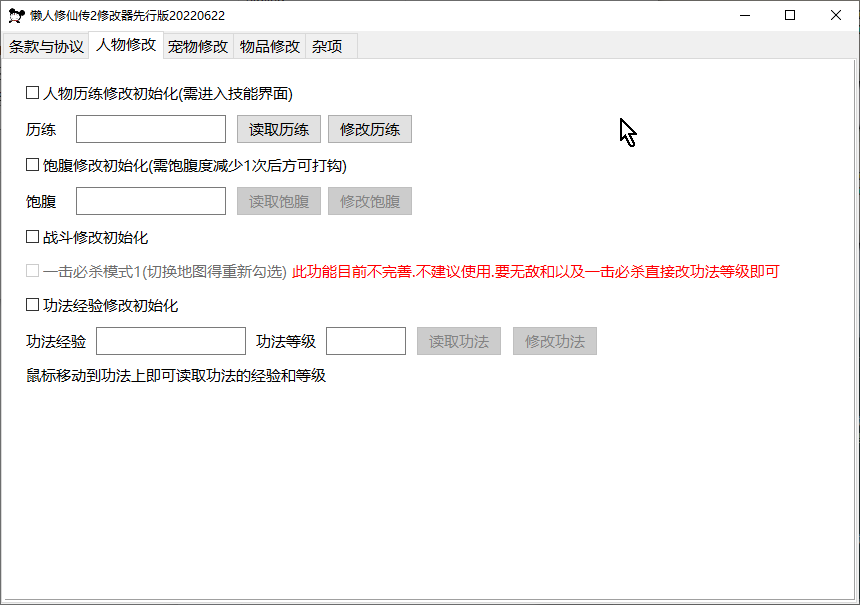 懒人修仙传2修改器先行版20220622
条款与协议 人物修改 宠物修改 物品修改 杂项
人物历练修改初始化(需进入技能界面)
历练 读取历练 修改历练
饱腹修改初始化(需饱腹度减少1次后方可打钩)
饱腹 读取饱腹 修改饱腹
战斗修改初始化
一击必杀模式1(切换地图得重新勾选) 此功能目前不完善.不建议使用.要无敌和以及一击必杀直接改功法等级即可
功法经验修改初始化
功法经验 功法等级 读取功法 修改功法
鼠标移动到功法上即可读取功法的经验和等级